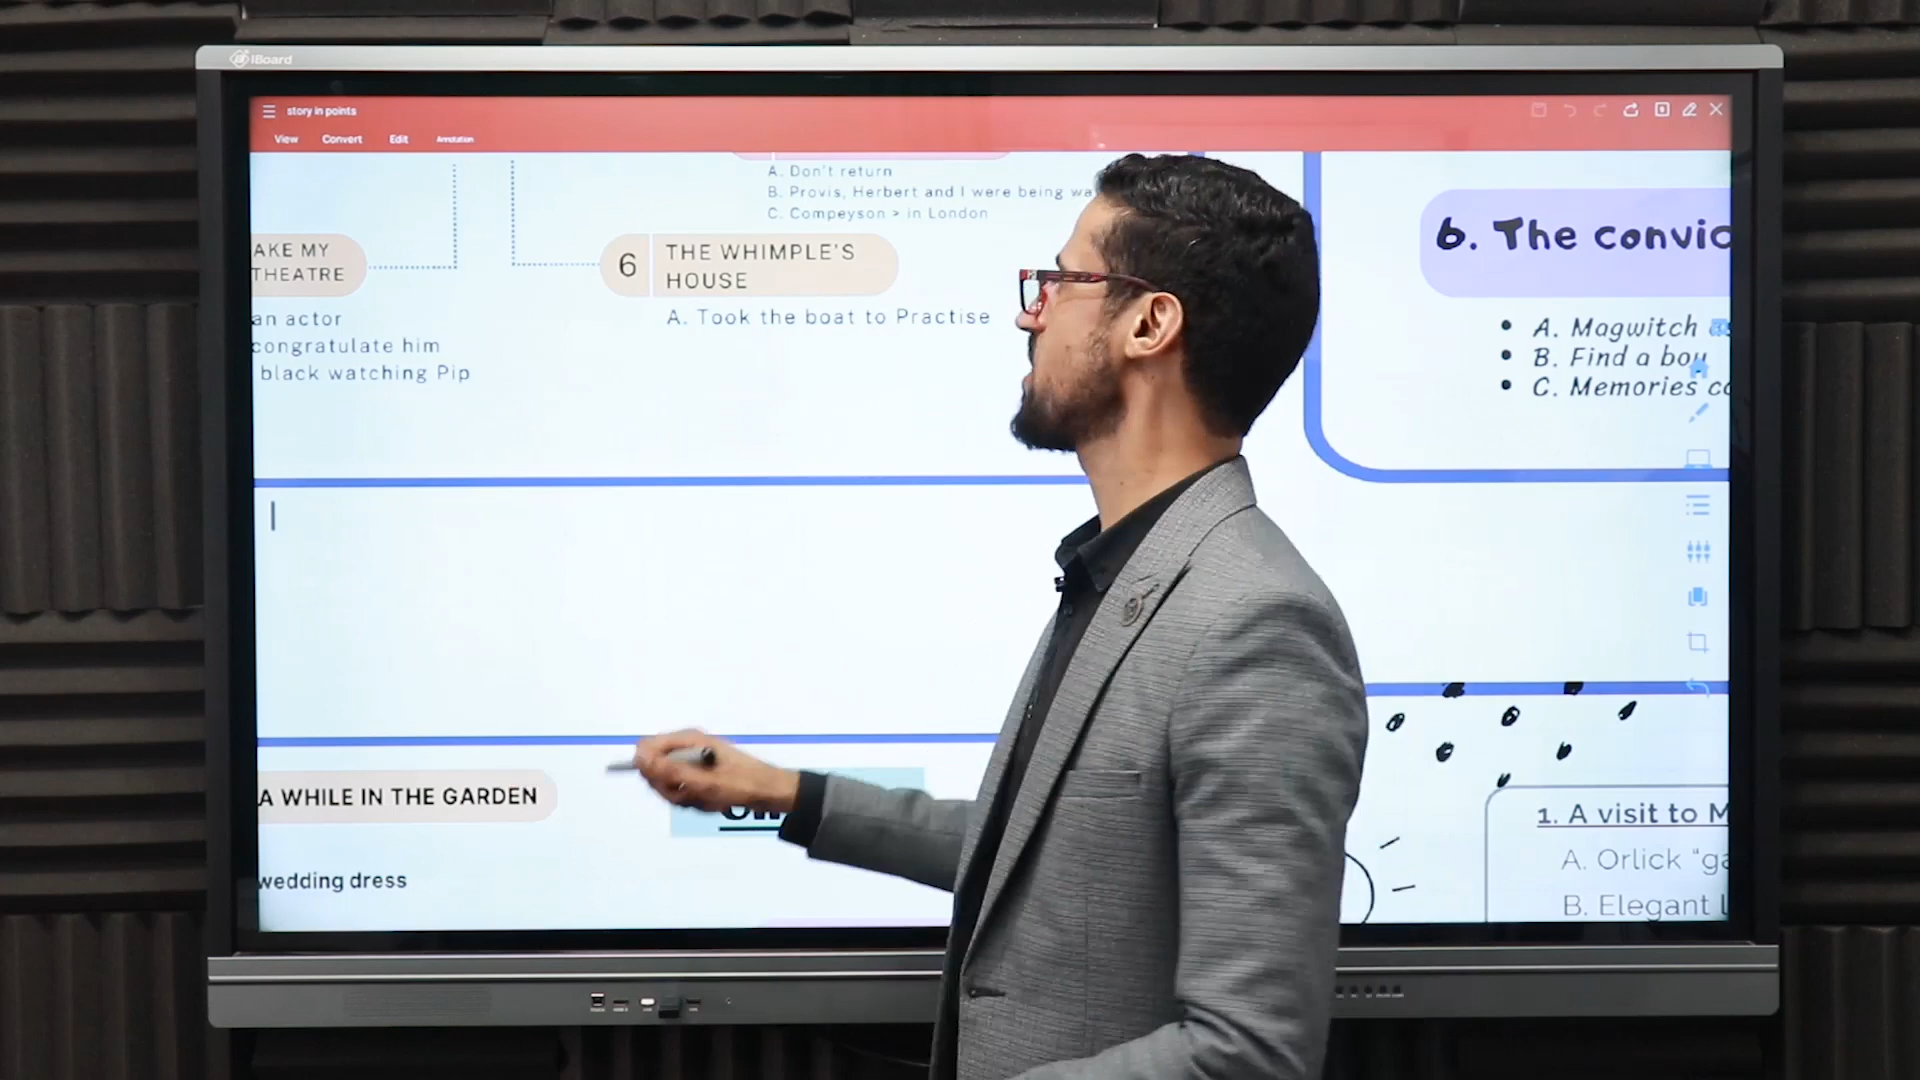 IBoard
story in points
View Convert Edit Annotation
A. Don't return
B. Provis, Herbert and I were being
C. Compeyson > in London
AKE MY
THEATRE
an actor
congratulate him
black watching Pip
6
THE WHIMPLE'S
HOUSE
A. Took the boat to Practise
6. The convic
A. Magwitch
B. Find a boy
C. Memories
A WHILE IN THE GARDEN
wedding dress
1. A visit to M
A. Orlick
B. Elegant